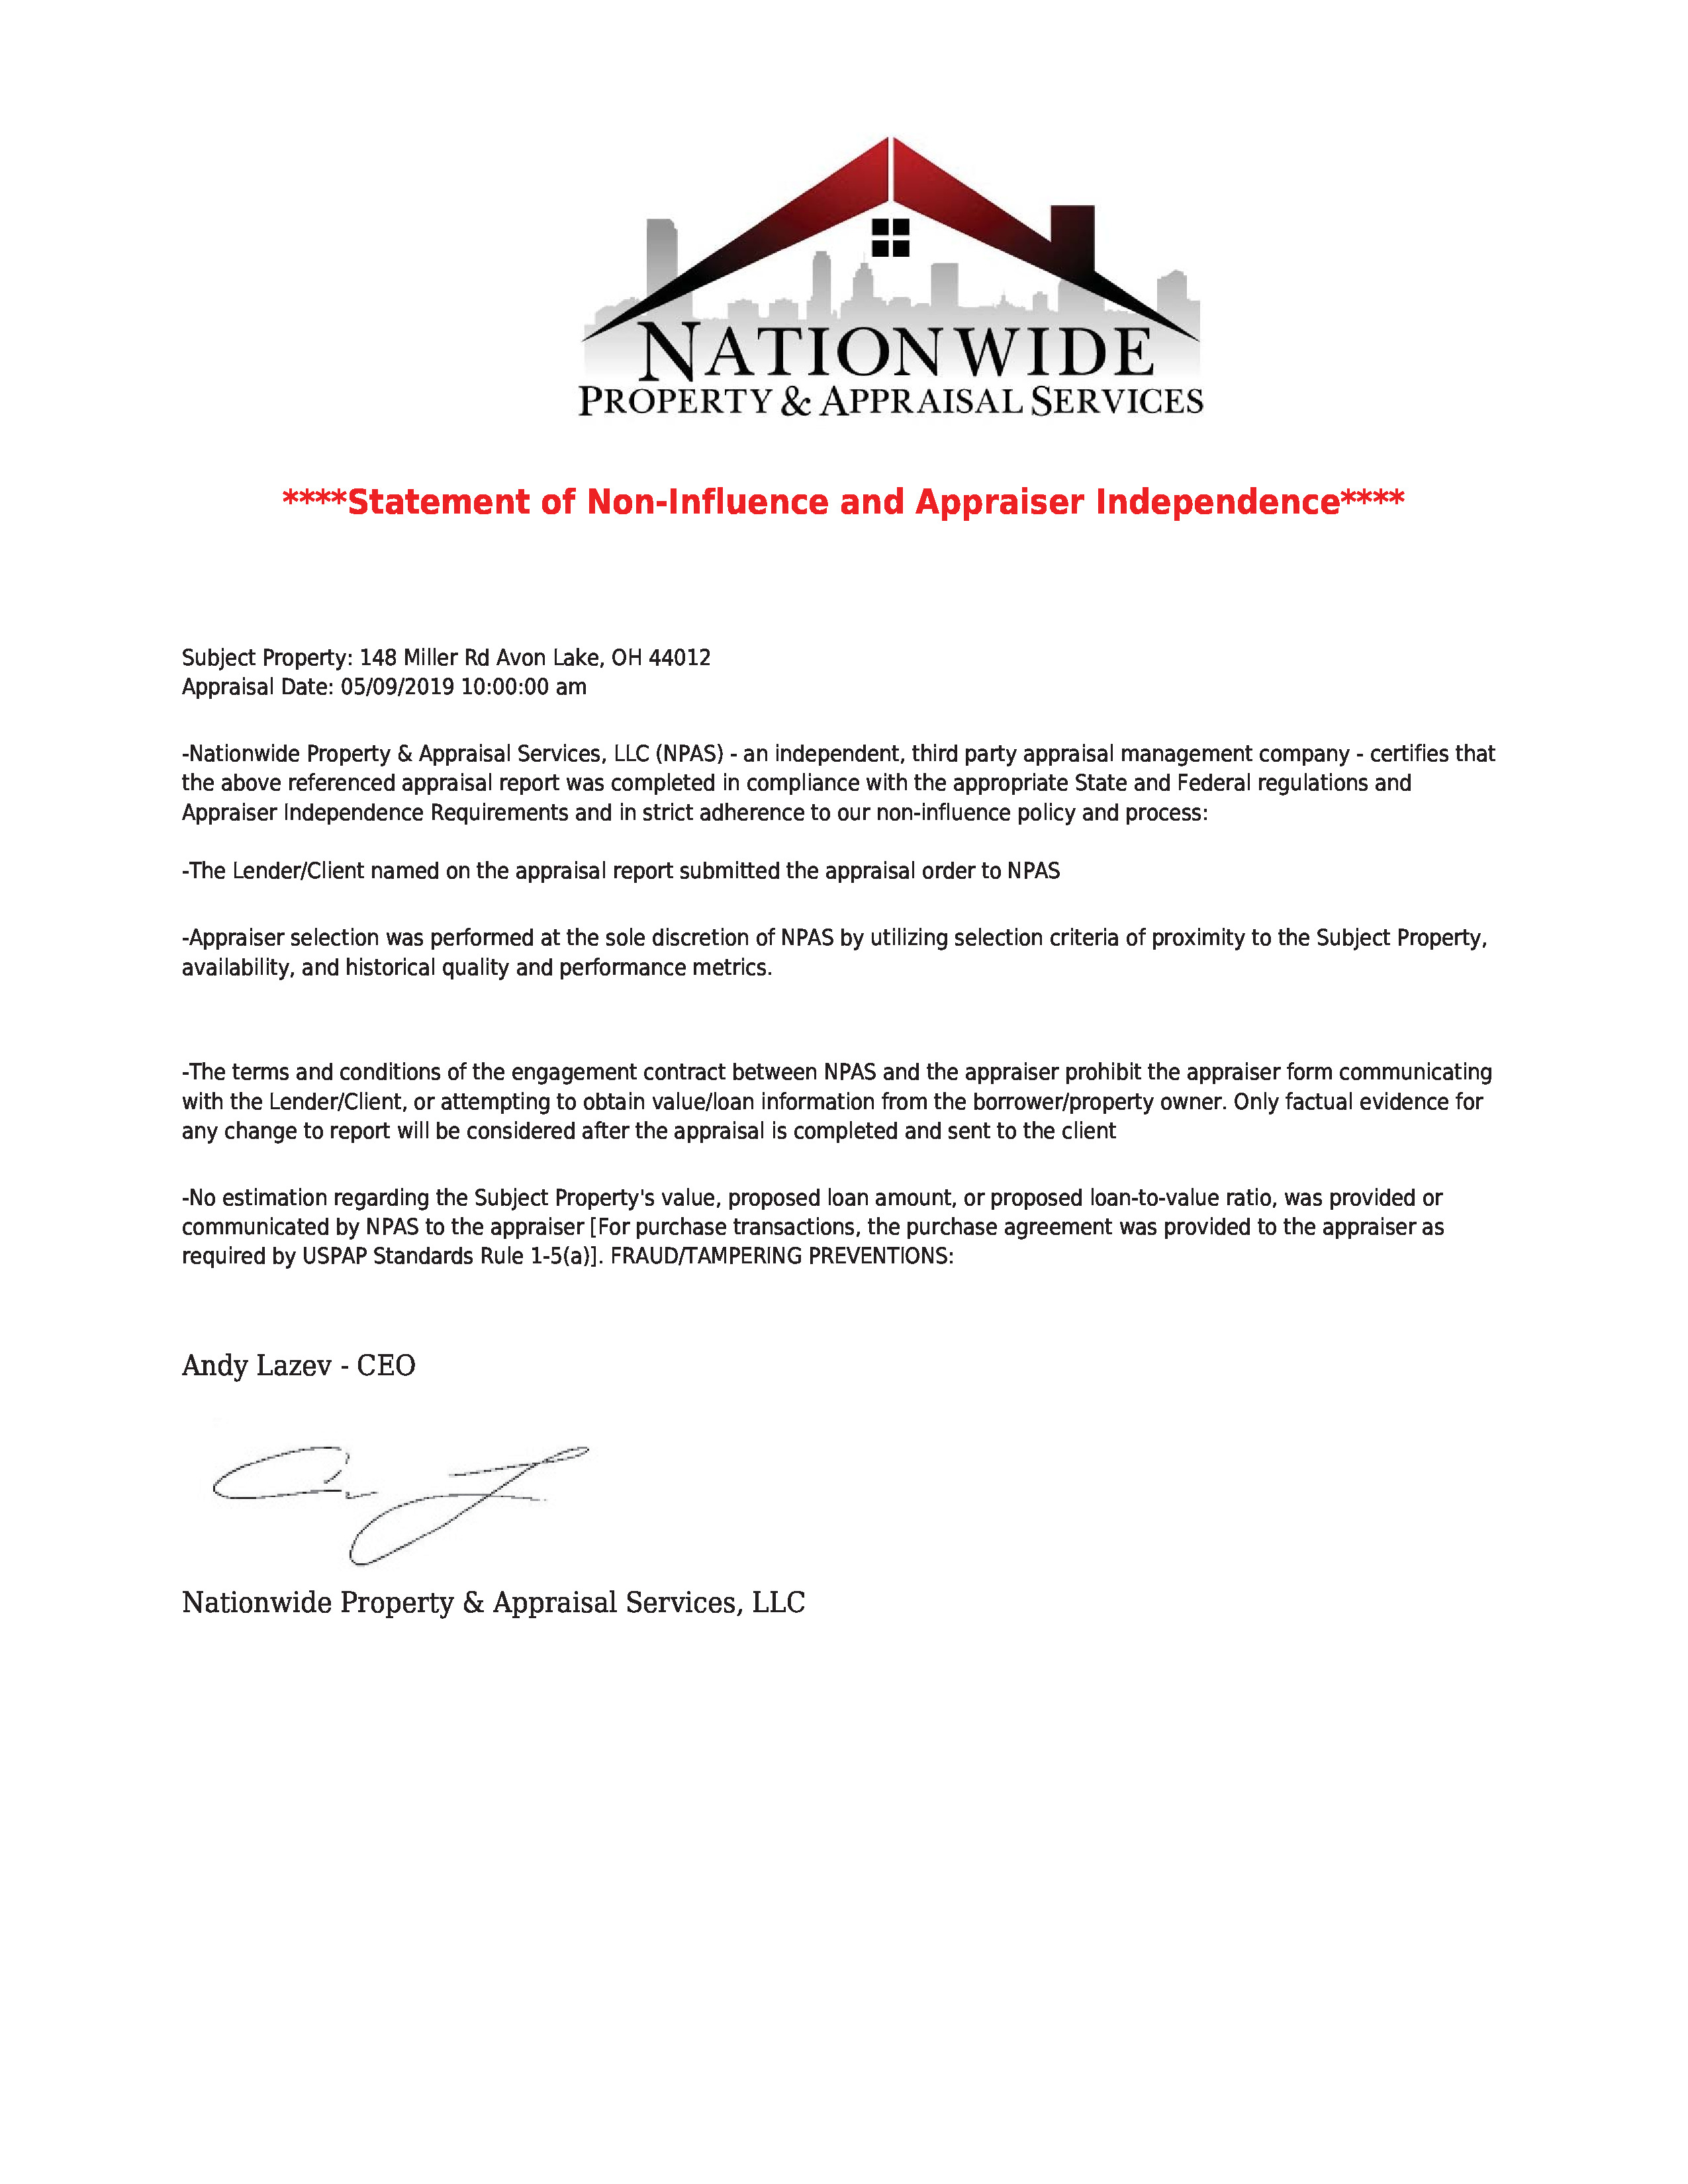 NATIONWIDE
PROPERTY & APPRAISAL SERVICES
****Statement of Non-Influence and Appraiser Independence****
Subject Property: 148 Miller Rd Avon Lake, OH 44012
Appraisal Date: 05/09/2019 10:00:00 am
-Nationwide Property & Appraisal Services, LLC (NPAS) - an independent, third party appraisal management company - certifies that
the above referenced appraisal report was completed in compliance with the appropriate State and Federal regulations and
Appraiser Independence Requirements and in strict adherence to our non-influence policy and process:
-The Lender/Client named on the appraisal report submitted the appraisal order to NPAS
-Appraiser selection was performed at the sole discretion of NPAS by utilizing selection criteria of proximity to the Subject Property,
availability, and historical quality and performance metrics.
-The terms and conditions of the engagement contract between NPAS and the appraiser prohibit the appraiser form communicating
with the Lender/Client, or attempting to obtain value/loan information from the borrower/property owner. Only factual evidence for
any change to report will be considered after the appraisal is completed and sent to the client
-No estimation regarding the Subject Property's value, proposed loan amount, or proposed loan-to-value ratio, was provided or
communicated by NPAS to the appraiser [For purchase transactions, the purchase agreement was provided to the appraiser as
required by USPAP Standards Rule 1-5(a)]. FRAUD/TAMPERING PREVENTIONS:
Andy Lazev - CEO
Nationwide Property & Appraisal Services, LLC